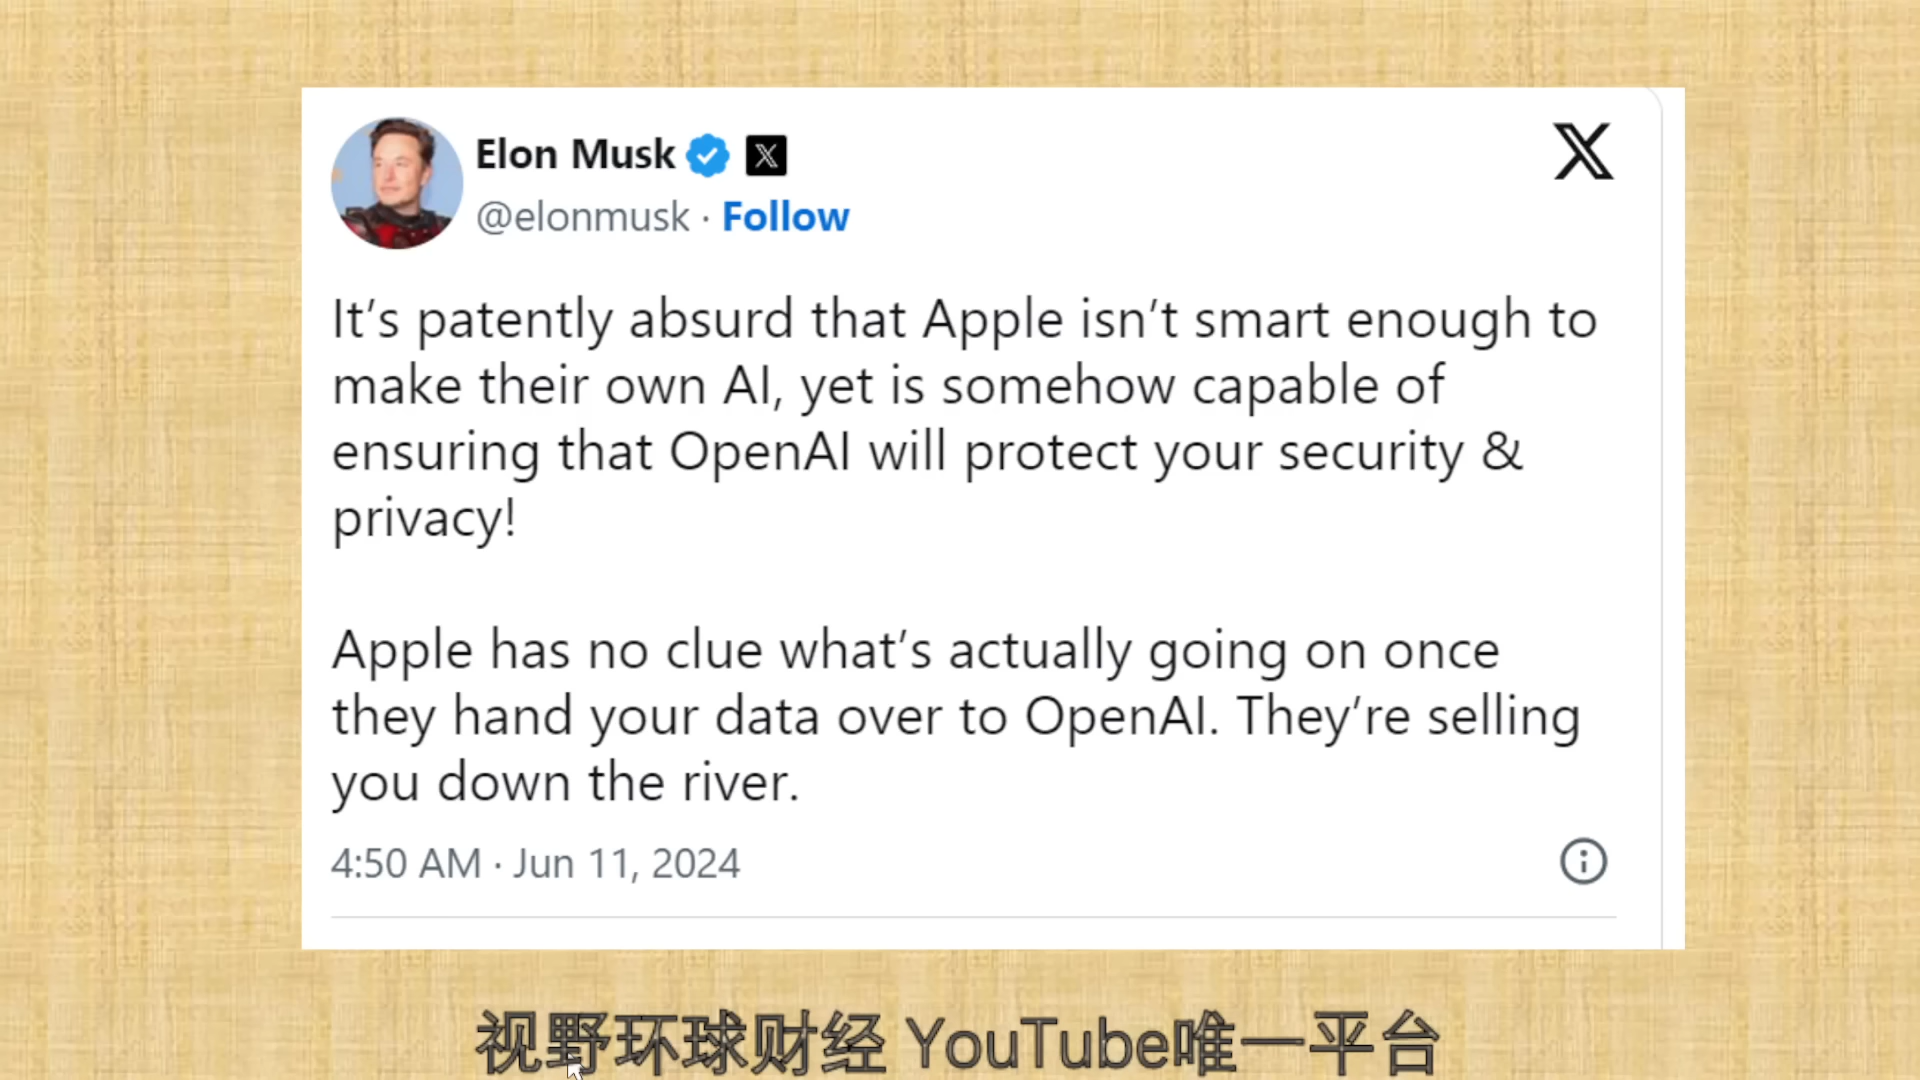 Elon Musk
@elonmusk · Follow
It’s patently absurd that Apple isn’t smart enough to
make their own AI, yet is somehow capable of
ensuring that OpenAI will protect your security &
privacy!
Apple has no clue what’s actually going on once
they hand your data over to OpenAI. They’re selling
you down the river.
4:50 AM · Jun 11, 2024
视野环球财经 YouTube唯一平台